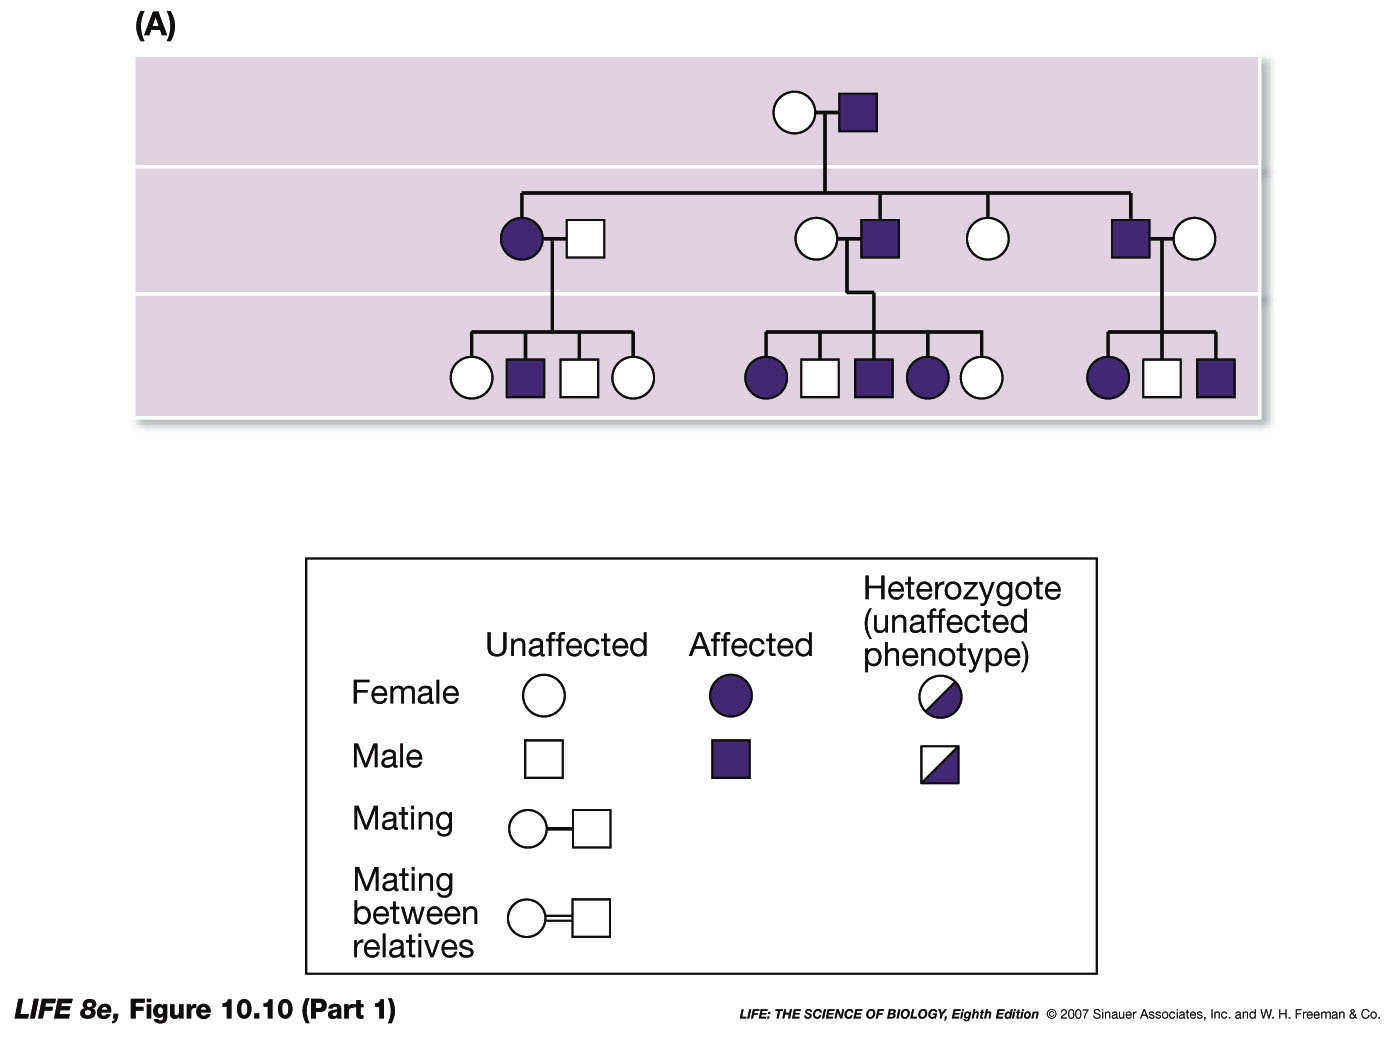 (A)
Unaffected
Affected
Heterozygote
(unaffected
phenotype)
Female
Male
Mating
Mating
between
relatives
LIFE 8e, Figure 10.10 (Part 1)
LIFE: THE SCIENCE OF BIOLOGY, Eighth Edition © 2007 Sinauer Associates, Inc. and W. H. Freeman & Co.